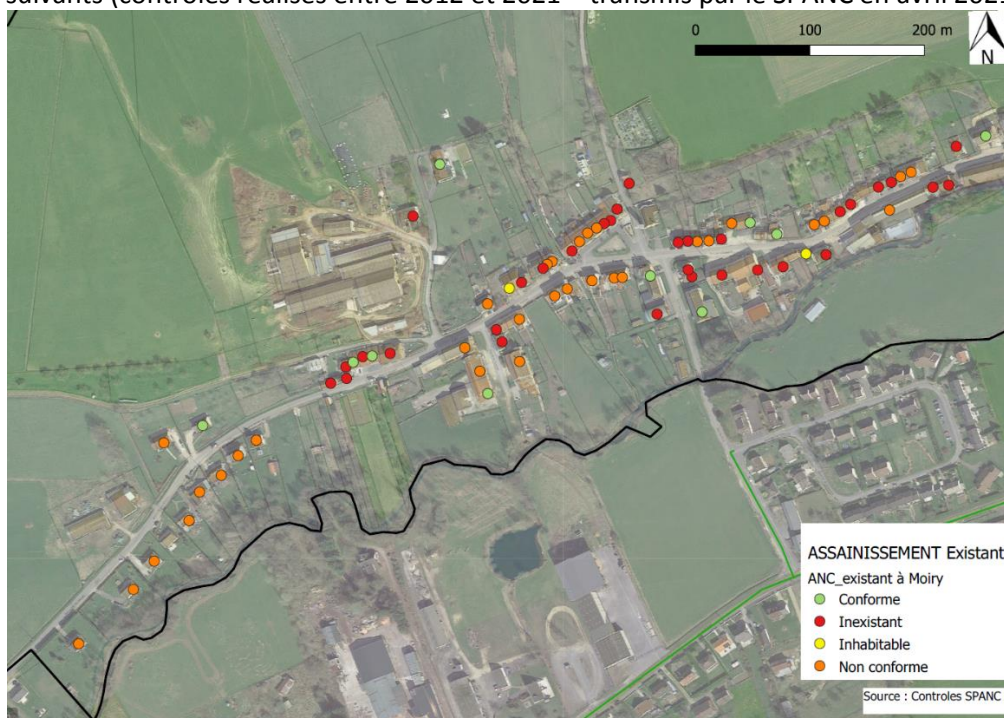 suivants (contrôles réalisés entre 2012 et 2021 – transmis par le SPANC en avril 2021
0 100 200 m
N
ASSAINISSEMENT Existant
ANC_existant à Moiry
Conforme
Inexistant
Inhabitable
Non conforme
Source : Controles SPANC